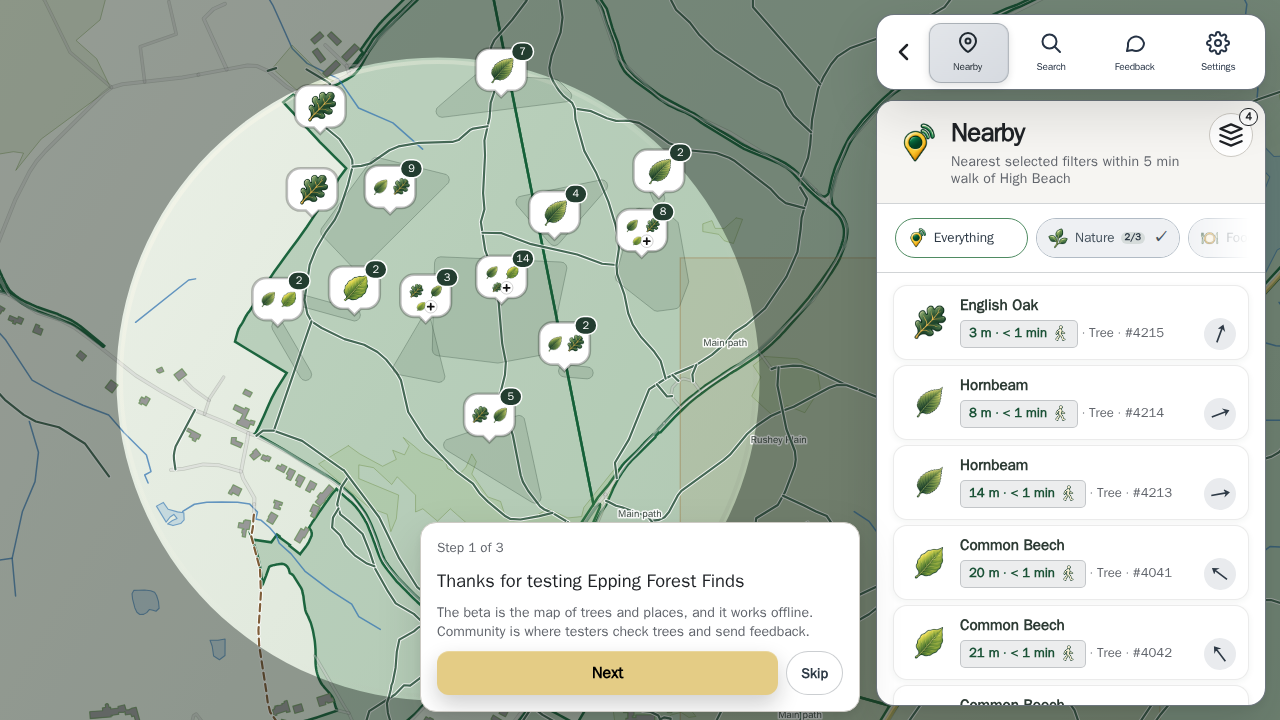 7
9
2
4
8
2
2
3
14
2
5
Main path
Rushey Plain
Main path
Main path
Step 1 of 3
Thanks for testing Epping Forest Finds
The beta is the map of trees and places, and it works offline.
Community is where testers check trees and send feedback.
Next
Skip
Nearby
Search
Feedback
Settings
Nearby
4
Nearest selected filters within 5 min
walk of High Beach
Everything
Nature 2/3
English Oak
3 m · < 1 min · Tree · #4215
Hornbeam
8 m · < 1 min · Tree · #4214
Hornbeam
14 m · < 1 min · Tree · #4213
Common Beech
20 m · < 1 min · Tree · #4041
Common Beech
21 m · < 1 min · Tree · #4042
Common Beech